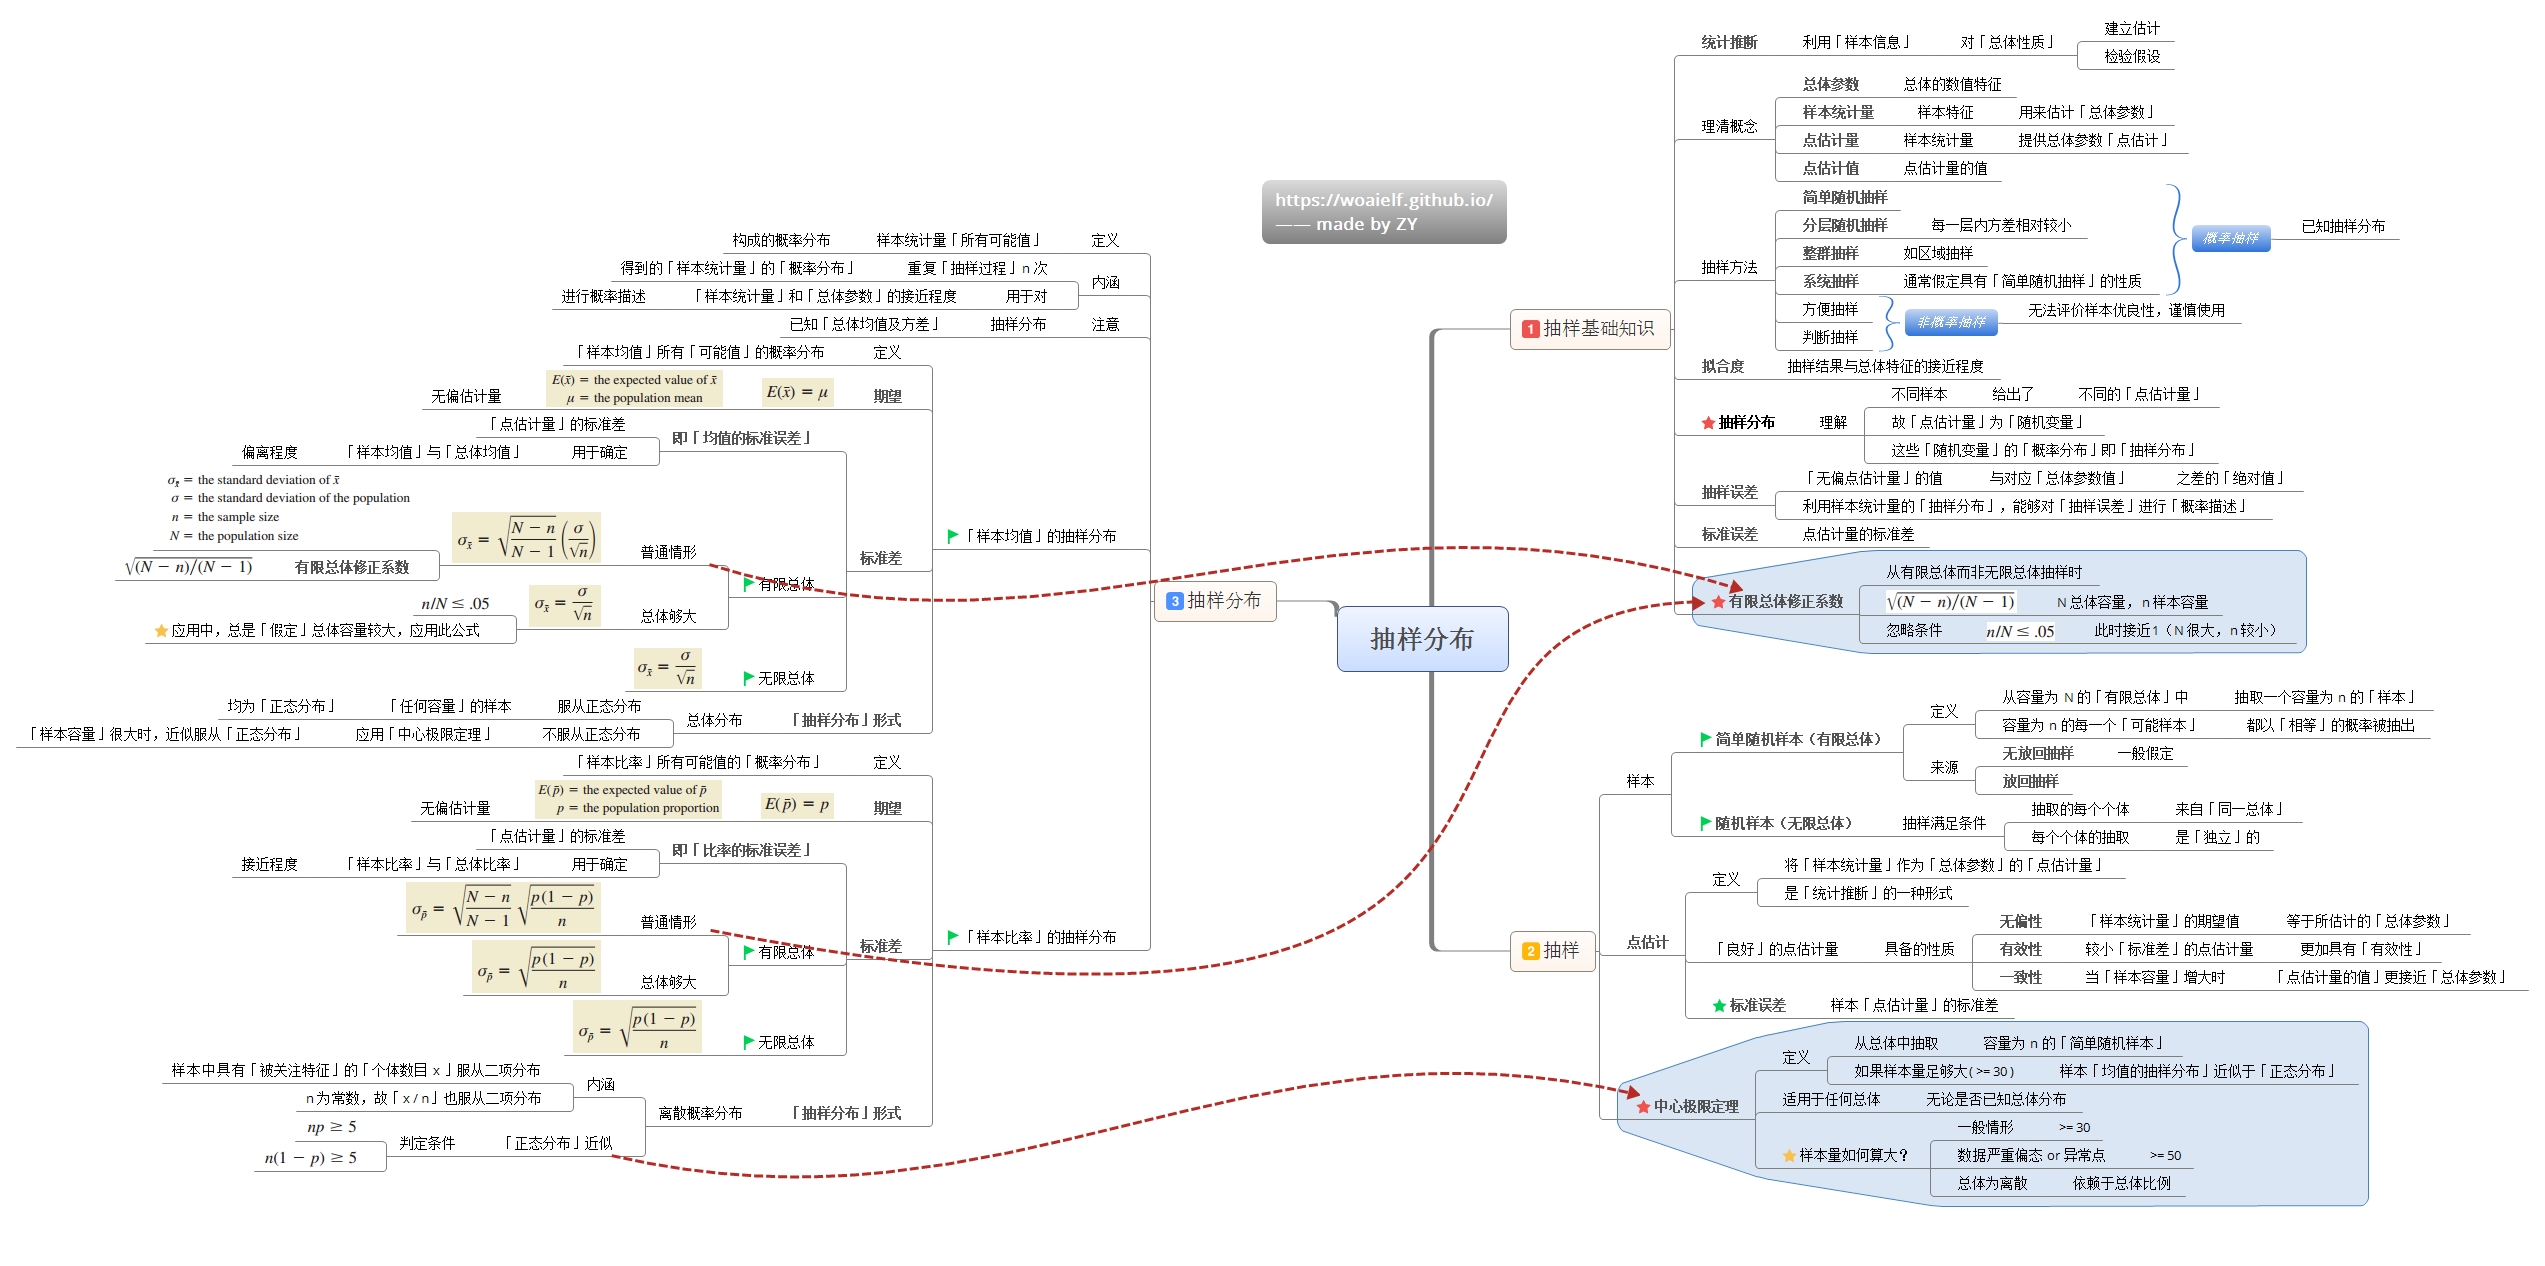 抽样分布
https://woaielf.github.io/
—— made by ZY
1 抽样基础知识
统计推断 利用「样本信息」 对「总体性质」
建立估计
检验假设
理清概念
总体参数 总体的数值特征
样本统计量 样本特征 用来估计「总体参数」
点估计量 样本统计量 提供总体参数「点估计」
点估计值 点估计量的值
抽样方法
简单随机抽样
分层随机抽样 每一层内方差相对较小
整群抽样 如区域抽样
系统抽样 通常假定具有「简单随机抽样」的性质
概率抽样 已知抽样分布
方便抽样
判断抽样
非概率抽样 无法评价样本优良性，谨慎使用
拟合度 抽样结果与总体特征的接近程度
抽样分布 理解
不同样本 给出了 不同的「点估计量」
故「点估计量」为「随机变量」
这些「随机变量」的「概率分布」即「抽样分布」
抽样误差
「无偏点估计量」的值 与对应「总体参数值」 之差的「绝对值」
利用样本统计量的「抽样分布」，能够对「抽样误差」进行「概率描述」
标准误差 点估计量的标准差
有限总体修正系数
从有限总体而非无限总体抽样时
√(N − n)/(N − 1) N 总体容量，n 样本容量
忽略条件 n/N ≤ .05 此时接近1（N 很大，n 较小）
2 抽样
样本
简单随机样本（有限总体）
定义
从容量为 N 的「有限总体」中 抽取一个容量为 n 的「样本」
容量为 n 的每一个「可能样本」 都以「相等」的概率被抽出
来源
无放回抽样 一般假定
放回抽样
随机样本（无限总体） 抽样满足条件
抽取的每个个体 来自「同一总体」
每个个体的抽取 是「独立」的
点估计
定义
将「样本统计量」作为「总体参数」的「点估计量」
是「统计推断」的一种形式
「良好」的点估计量 具备的性质
无偏性 「样本统计量」的期望值 等于所估计的「总体参数」
有效性 较小「标准差」的点估计量 更加具有「有效性」
一致性 当「样本容量」增大时 「点估计量的值」更接近「总体参数」
标准误差 样本「点估计量」的标准差
中心极限定理
定义
从总体中抽取 容量为 n 的「简单随机样本」
如果样本量足够大( >= 30 ) 样本「均值的抽样分布」近似于「正态分布」
适用于任何总体 无论是否已知总体分布
样本量如何算大？
一般情形 >= 30
数据严重偏态 or 异常点 >= 50
总体为离散 依赖于总体比例
3 抽样分布
构成的概率分布 样本统计量「所有可能值」 定义
得到的「样本统计量」的「概率分布」 重复「抽样过程」n 次
内涵
进行概率描述 「样本统计量」和「总体参数」的接近程度 用于对
已知「总体均值及方差」 抽样分布 注意
「样本均值」的抽样分布
「样本均值」所有「可能值」的概率分布 定义
无偏估计量 E(x̄) = the expected value of x̄
μ = the population mean
E(x̄) = μ 期望
标准差
即「均值的标准误差」
「点估计量」的标准差
偏离程度 「样本均值」与「总体均值」 用于确定
有限总体
普通情形
σx̄ = √((N − n)/(N − 1)) (σ/√n)
σx̄ = the standard deviation of x̄
σ = the standard deviation of the population
n = the sample size
N = the population size
√(N − n)/(N − 1) 有限总体修正系数
总体够大
σx̄ = σ/√n
n/N ≤ .05
应用中，总是「假定」总体容量较大，应用此公式
无限总体
σx̄ = σ/√n
「抽样分布」形式
总体分布
均为「正态分布」 「任何容量」的样本 服从正态分布
「样本容量」很大时，近似服从「正态分布」 应用「中心极限定理」 不服从正态分布
「样本比率」的抽样分布
「样本比率」所有可能值的「概率分布」 定义
无偏估计量 E(p̄) = the expected value of p̄
p = the population proportion
E(p̄) = p 期望
标准差
即「比率的标准误差」
「点估计量」的标准差
接近程度 「样本比率」与「总体比率」 用于确定
有限总体
普通情形
σp̄ = √((N − n)/(N − 1)) √(p(1 − p)/n)
总体够大
σp̄ = √(p(1 − p)/n)
无限总体
σp̄ = √(p(1 − p)/n)
「抽样分布」形式
离散概率分布
内涵
样本中具有「被关注特征」的「个体数目 x」服从二项分布
n 为常数，故「x / n」也服从二项分布
「正态分布」近似
判定条件
np ≥ 5
n(1 − p) ≥ 5